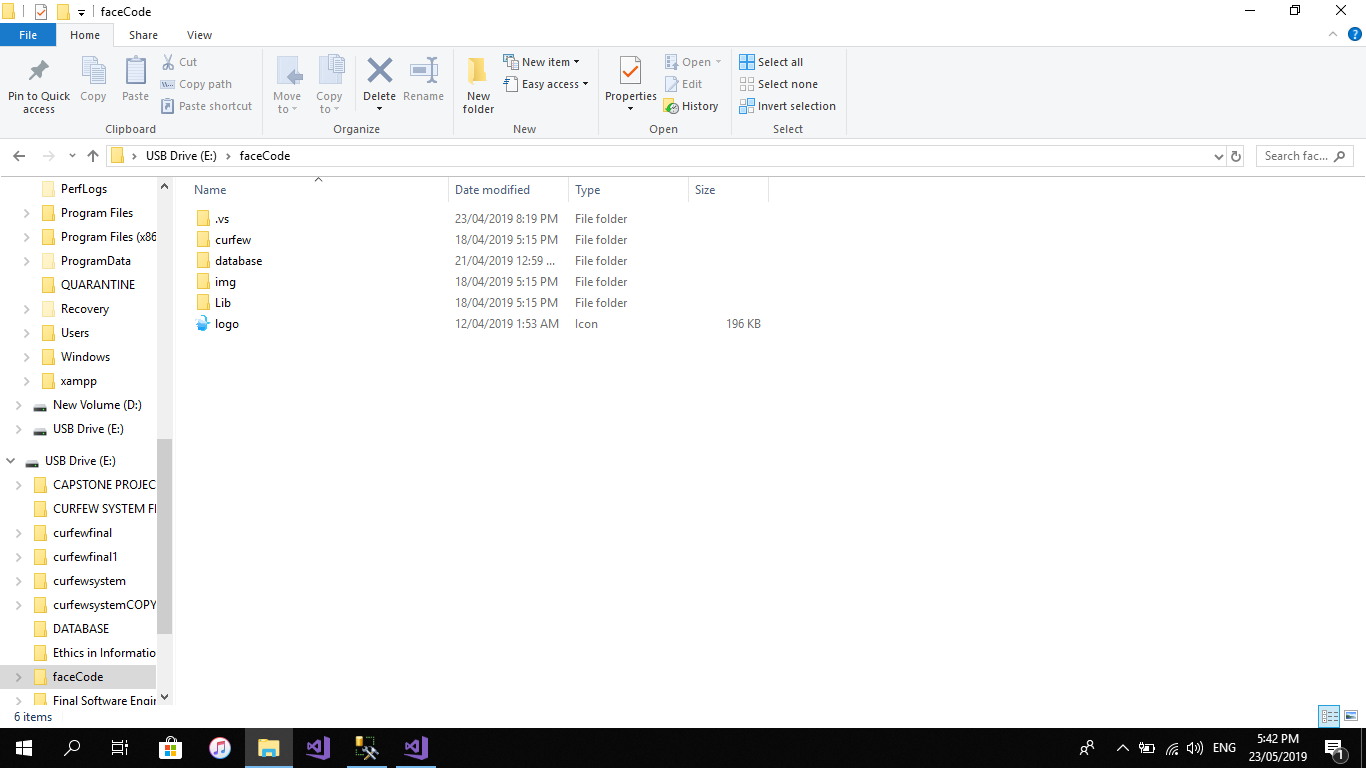 faceCode
File Home Share View
Pin to Quick access
Copy
Paste
Cut
Copy path
Paste shortcut
Clipboard
Move to
Copy to
Delete
Rename
Organize
New folder
New item
Easy access
New
Properties
Open
Edit
History
Open
Select all
Select none
Invert selection
Select
USB Drive (E:) faceCode
Search fac...
PerfLogs
Program Files
Program Files (x86
ProgramData
QUARANTINE
Recovery
Users
Windows
xampp
New Volume (D:)
USB Drive (E:)
USB Drive (E:)
CAPSTONE PROJEC
CURFEW SYSTEM FI
curfewfinal
curfewfinal1
curfewsystem
curfewsystemCOPY
DATABASE
Ethics in Informatio
faceCode
Final Software Engir
Name Date modified Type Size
.vs 23/04/2019 8:19 PM File folder
curfew 18/04/2019 5:15 PM File folder
database 21/04/2019 12:59 ... File folder
img 18/04/2019 5:15 PM File folder
Lib 18/04/2019 5:15 PM File folder
logo 12/04/2019 1:53 AM Icon 196 KB
6 items
ENG
5:42 PM
23/05/2019
1